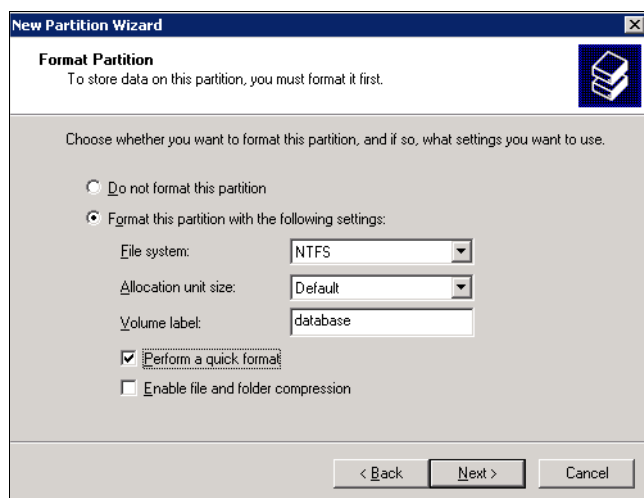 New Partition Wizard
Format Partition
To store data on this partition, you must format it first.
Choose whether you want to format this partition, and if so, what settings you want to use.
Do not format this partition
Format this partition with the following settings:
File system: NTFS
Allocation unit size: Default
Volume label: database
Perform a quick format
Enable file and folder compression
< Back Next > Cancel